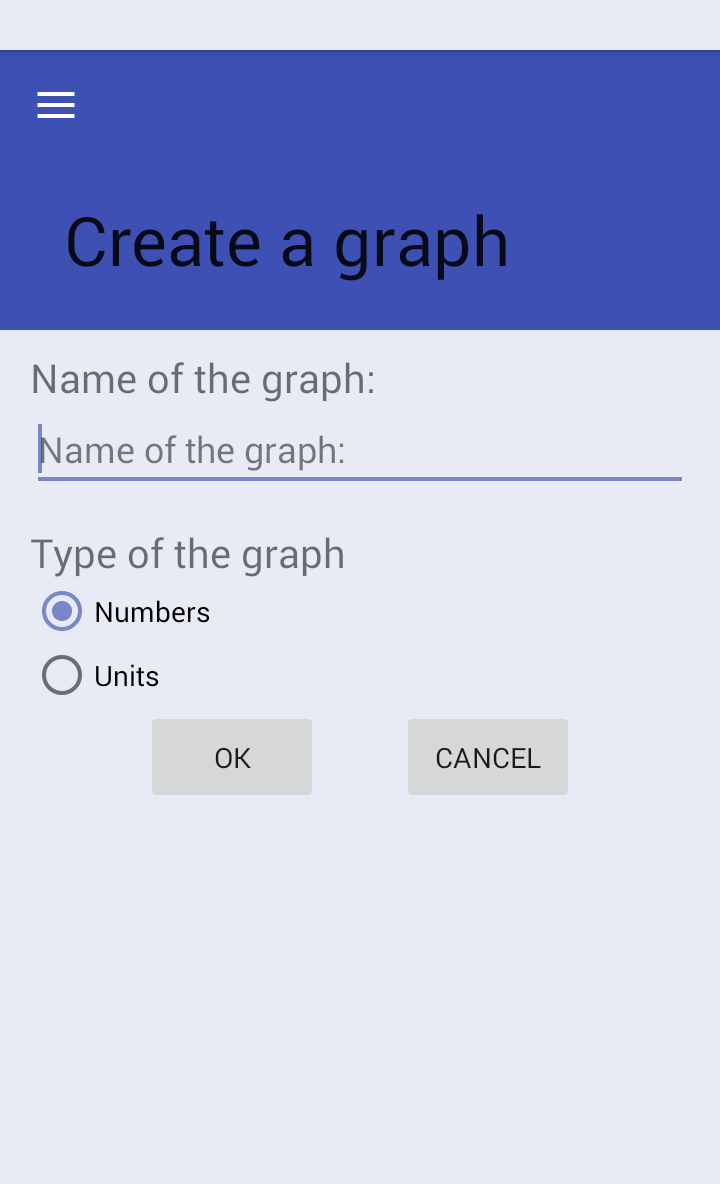 Create a graph
Name of the graph:
Name of the graph:
Type of the graph
Numbers
Units
OK
CANCEL